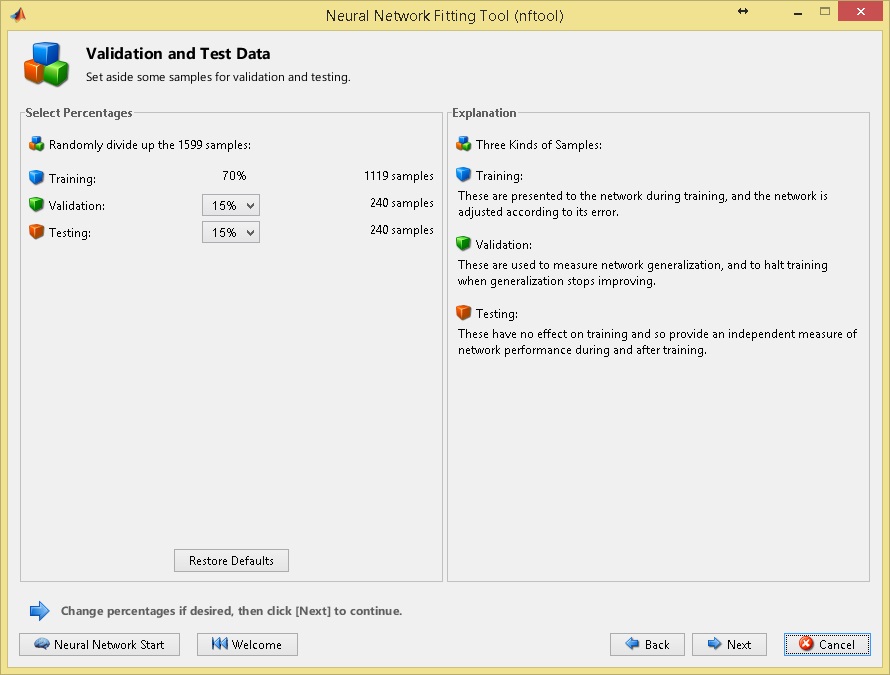 Neural Network Fitting Tool (nftool)
Validation and Test Data
Set aside some samples for validation and testing.
Select Percentages
Randomly divide up the 1599 samples:
Training: 70% 1119 samples
Validation: 15% 240 samples
Testing: 15% 240 samples
Restore Defaults
Explanation
Three Kinds of Samples:
Training:
These are presented to the network during training, and the network is
adjusted according to its error.
Validation:
These are used to measure network generalization, and to halt training
when generalization stops improving.
Testing:
These have no effect on training and so provide an independent measure of
network performance during and after training.
Change percentages if desired, then click [Next] to continue.
Neural Network Start Welcome Back Next Cancel